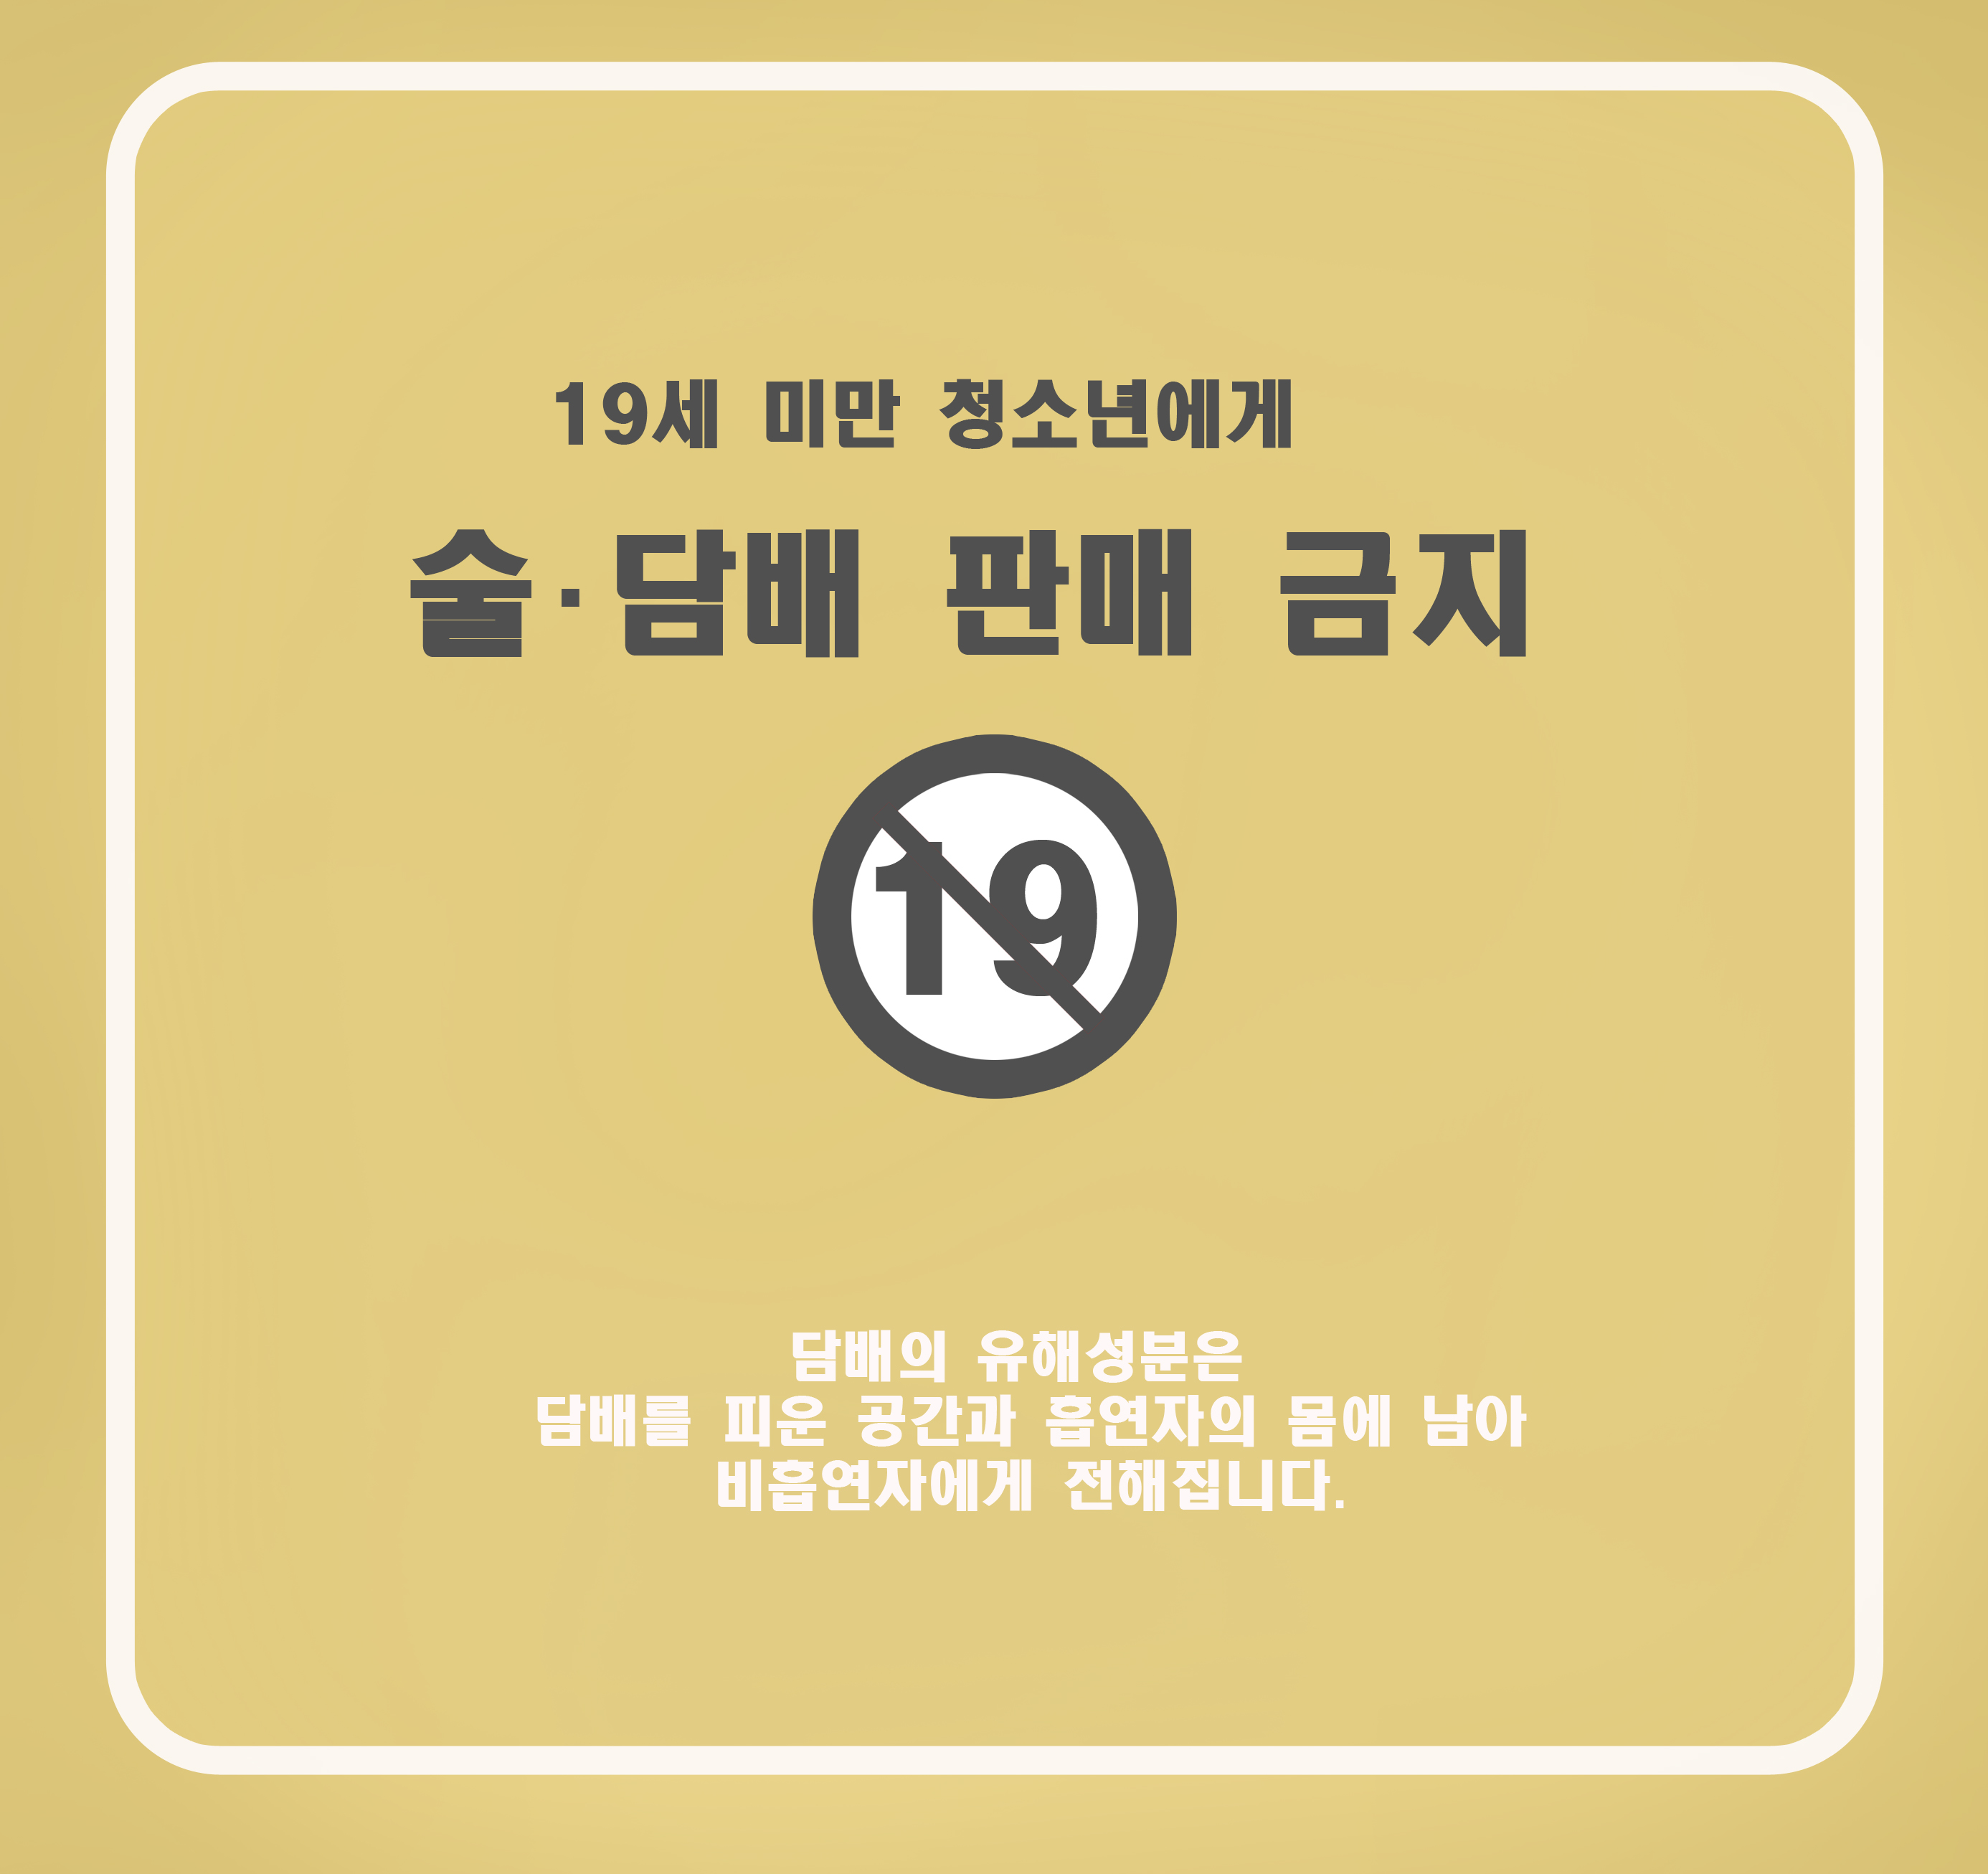 19세 미만 청소년에게
술·담배 판매 금지
19
담배의 유해성분은
담배를 피운 공간과 흡연자의 몸에 남아
비흡연자에게 전해집니다.